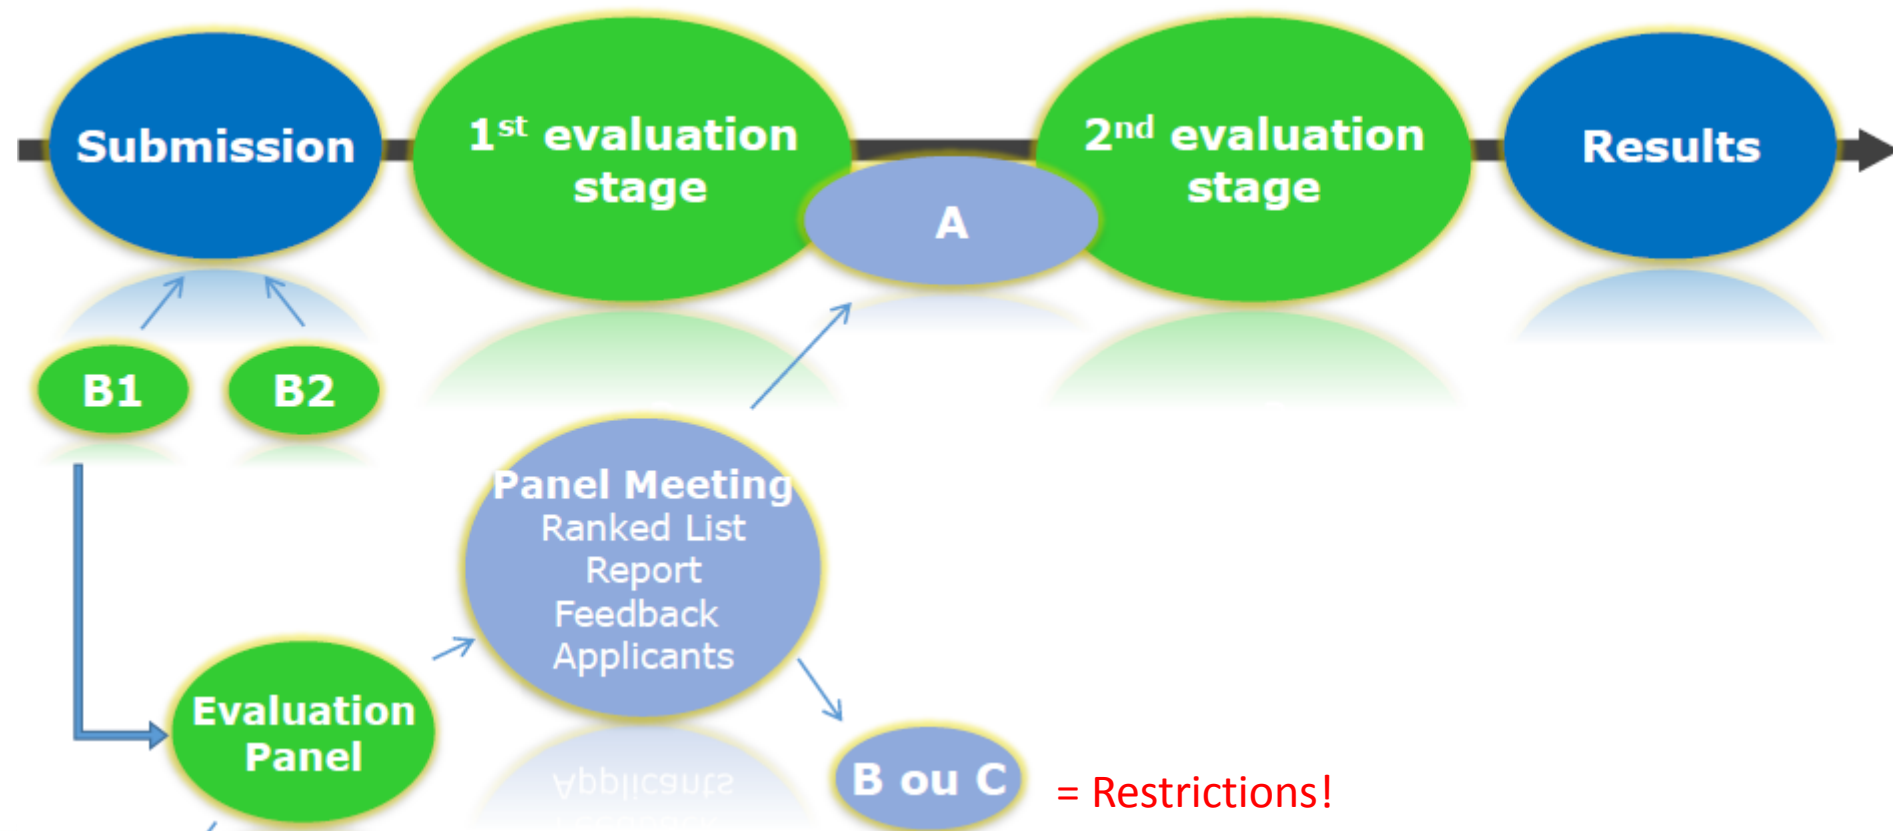 Submission
1st evaluation
stage
A
2nd evaluation
stage
Results
B1
B2
Panel Meeting
Ranked List
Report
Feedback
Applicants
Evaluation
Panel
B ou C
= Restrictions!